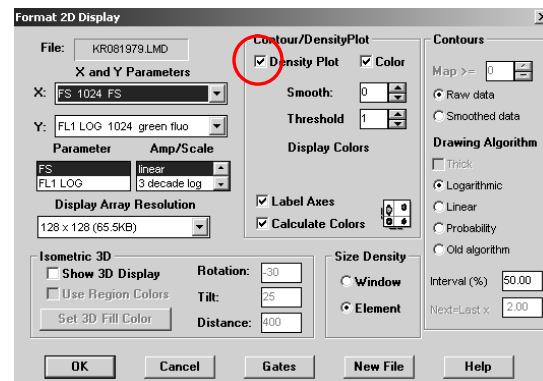 Format 2D Display
File: KR081979.LMD
X and Y Parameters
X: FS 1024 FS
Y: FL1 LOG 1024 green fluo
Parameter Amp/Scale
FS linear
FL1 LOG 3 decade log
Display Array Resolution
128 x 128 (65.5KB)
Contour/DensityPlot
Density Plot Color
Smooth: 0
Threshold 1
Display Colors
Label Axes
Calculate Colors
Contours
Map >= 0
Raw data
Smoothed data
Drawing Algorithm
Thick
Logarithmic
Linear
Probability
Old algorithm
Interval (%) 50.00
Next=Last x 2.00
Isometric 3D
Show 3D Display
Use Region Colors
Set 3D Fill Color
Rotation: -30
Tilt: 25
Distance: 400
Size Density
Window
Element
OK Cancel Gates New File Help